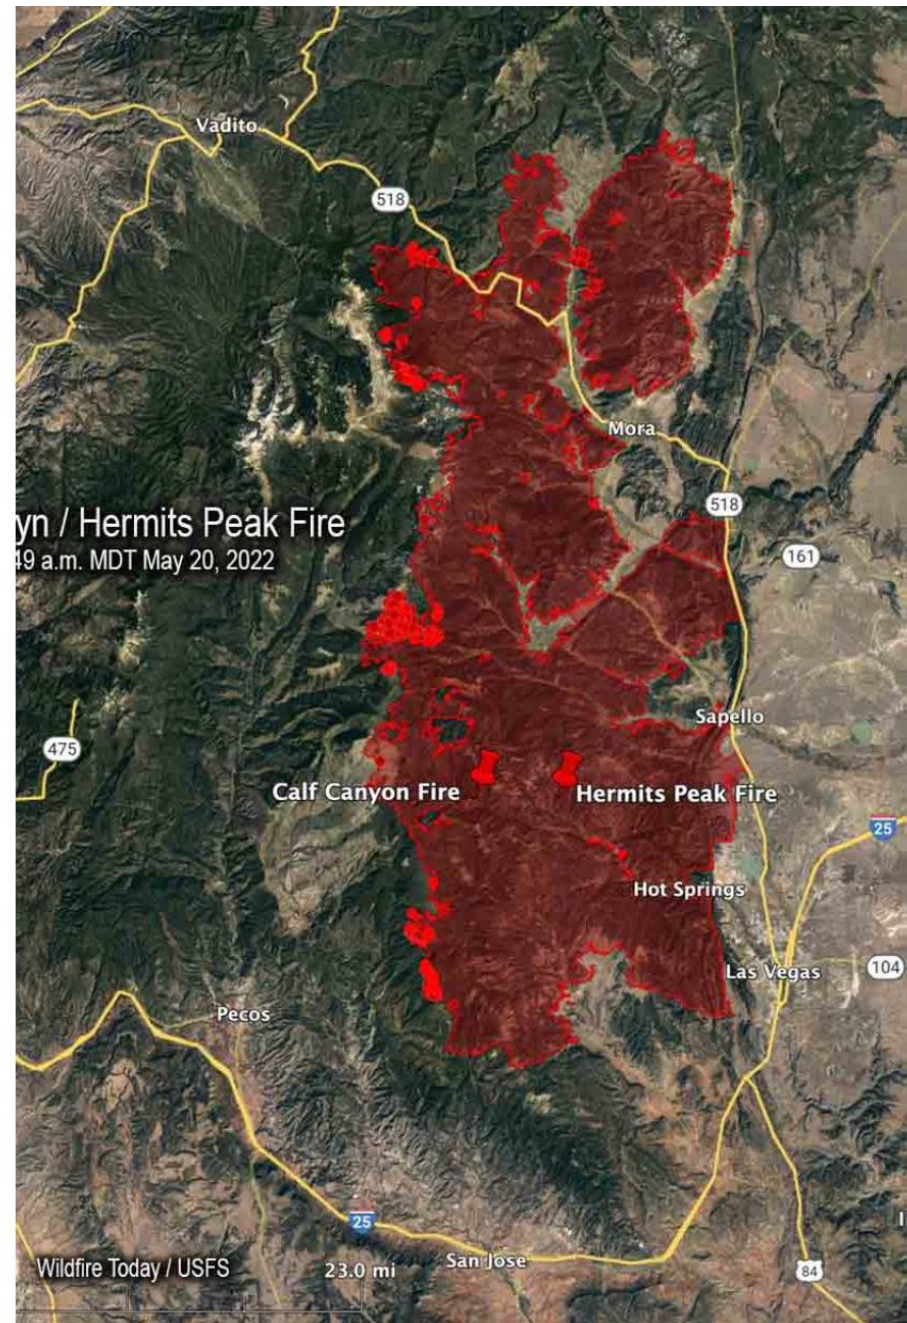 Vadito
518
Mora
518
yn / Hermits Peak Fire
49 a.m. MDT May 20, 2022
161
Sapello
475
Calf Canyon Fire
Hermits Peak Fire
25
Hot Springs
Las Vegas
104
Pecos
25
San Jose
Wildfire Today / USFS
23.0 mi
84